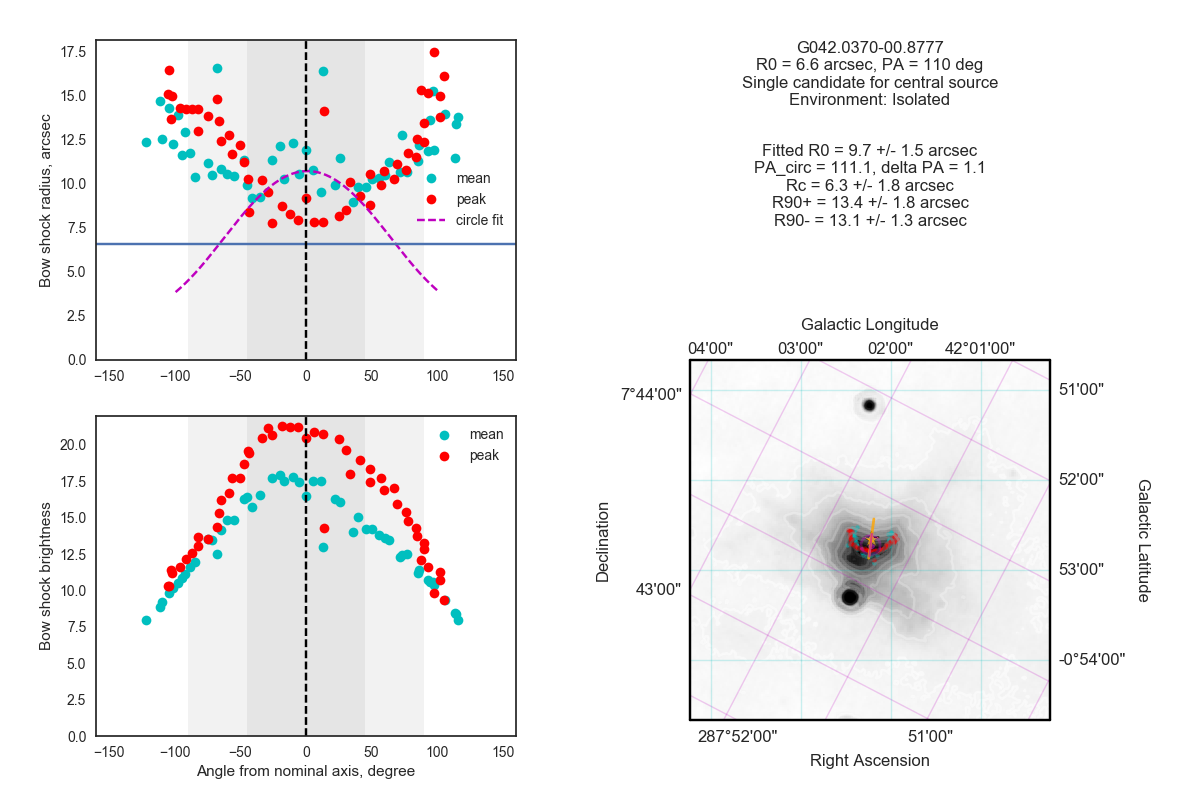 17.5
15.0
12.5
10.0
7.5
5.0
2.5
0.0
Bow shock radius, arcsec
mean
peak
circle fit
−150
−100
−50
0
50
100
150
20.0
17.5
15.0
12.5
10.0
7.5
5.0
2.5
0.0
Bow shock brightness
mean
peak
−150
−100
−50
0
50
100
150
Angle from nominal axis, degree
G042.0370-00.8777
R0 = 6.6 arcsec, PA = 110 deg
Single candidate for central source
Environment: Isolated
Fitted R0 = 9.7 +/- 1.5 arcsec
PA_circ = 111.1, delta PA = 1.1
Rc = 6.3 +/- 1.8 arcsec
R90+ = 13.4 +/- 1.8 arcsec
R90- = 13.1 +/- 1.3 arcsec
Galactic Longitude
04'00"
03'00"
02'00"
42°01'00"
7°44'00"
43'00"
Declination
51'00"
52'00"
53'00"
-0°54'00"
Galactic Latitude
287°52'00"
51'00"
Right Ascension